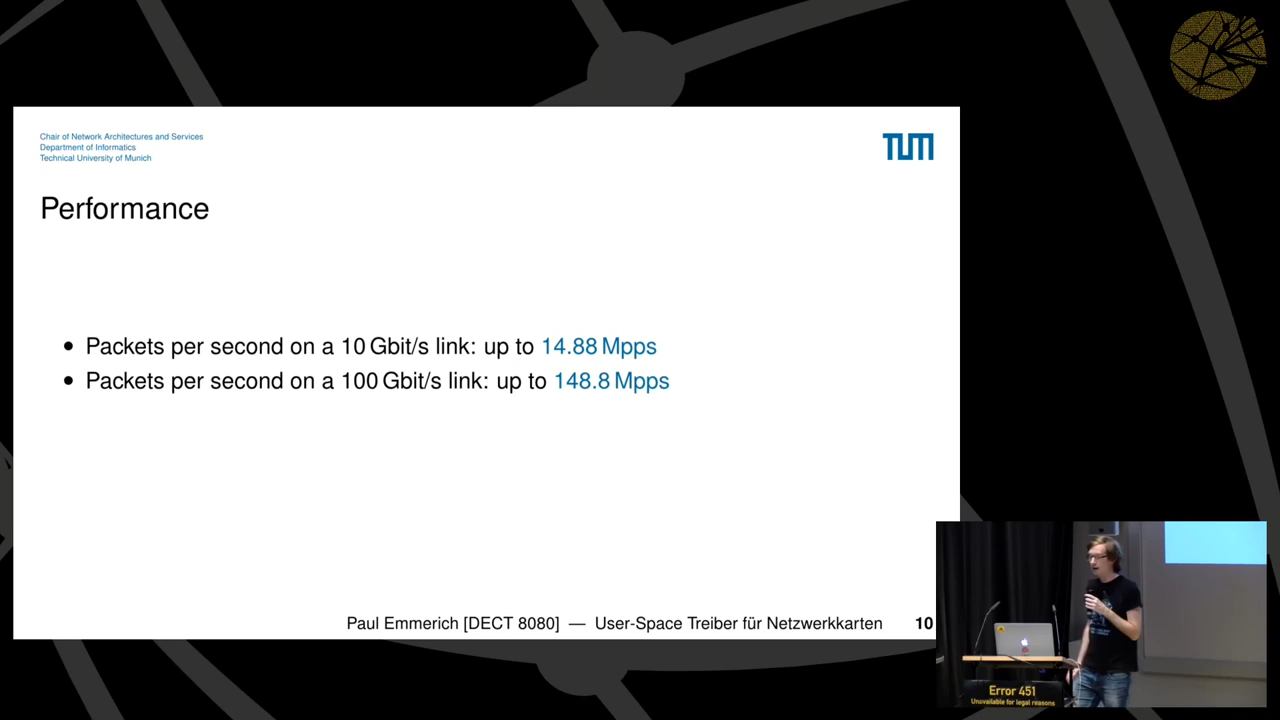 Chair of Network Architectures and Services
Department of Informatics
Technical University of Munich
TUM
Performance
• Packets per second on a 10 Gbit/s link: up to 14.88 Mpps
• Packets per second on a 100 Gbit/s link: up to 148.8 Mpps
Paul Emmerich [DECT 8080] — User-Space Treiber für Netzwerkkarten 10
Error 451
Unavailable for legal reasons